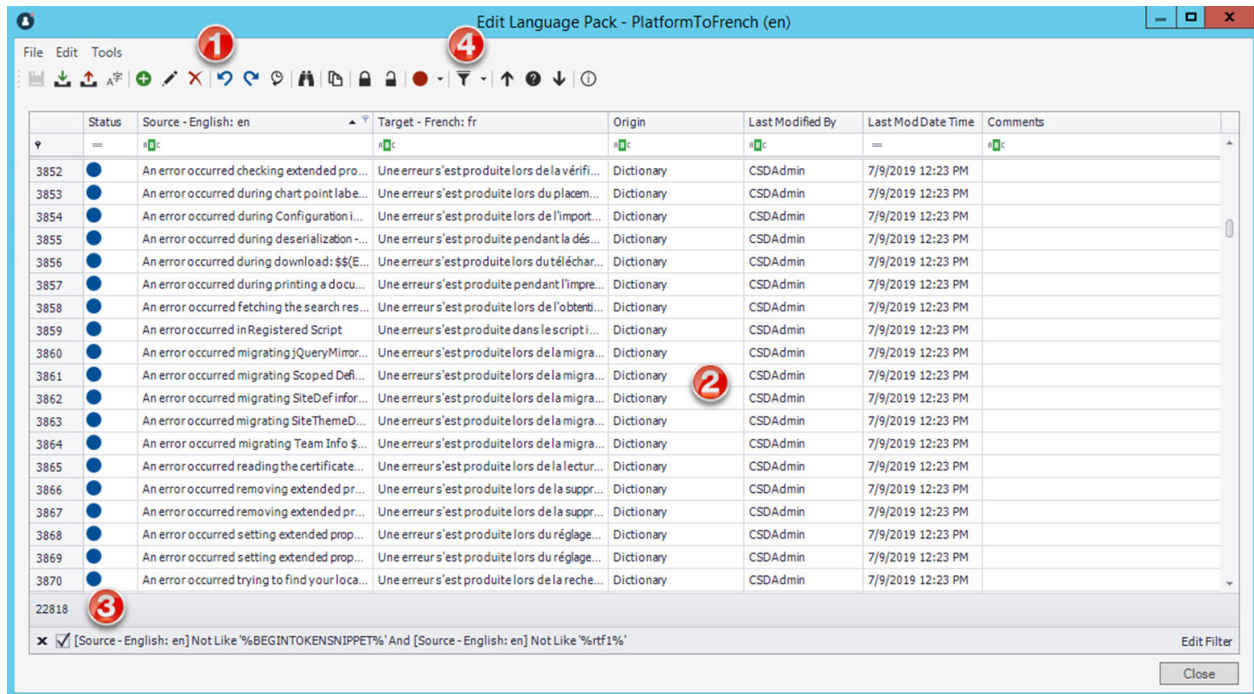 Edit Language Pack - PlatformToFrench (en)
File Edit Tools
1
4
Status Source - English: en Target - French: fr Origin Last Modified By Last Mod Date Time Comments
3852 An error occurred checking extended pro... Une erreur s'est produite lors de la vérifi... Dictionary CSDAdmin 7/9/2019 12:23 PM
3853 An error occurred during chart point labe... Une erreur s'est produite lors du placem... Dictionary CSDAdmin 7/9/2019 12:23 PM
3854 An error occurred during Configuration i... Une erreur s'est produite lors de l'import... Dictionary CSDAdmin 7/9/2019 12:23 PM
3855 An error occurred during deserialization -... Une erreur s'est produite pendant la dés... Dictionary CSDAdmin 7/9/2019 12:23 PM
3856 An error occurred during download: $$(E... Une erreur s'est produite lors du téléchar... Dictionary CSDAdmin 7/9/2019 12:23 PM
3857 An error occurred during printing a docu... Une erreur s'est produite pendant l'impre... Dictionary CSDAdmin 7/9/2019 12:23 PM
3858 An error occurred fetching the search res... Une erreur s'est produite lors de l'obtenti... Dictionary CSDAdmin 7/9/2019 12:23 PM
3859 An error occurred in Registered Script Une erreur s'est produite dans le script i... Dictionary CSDAdmin 7/9/2019 12:23 PM
3860 An error occurred migrating jQueryMirror... Une erreur s'est produite lors de la migra... Dictionary CSDAdmin 7/9/2019 12:23 PM
3861 An error occurred migrating Scoped Defi... Une erreur s'est produite lors de la migra... Dictionary 2 CSDAdmin 7/9/2019 12:23 PM
3862 An error occurred migrating SiteDef infor... Une erreur s'est produite lors de la migra... Dictionary CSDAdmin 7/9/2019 12:23 PM
3863 An error occurred migrating SiteThemeD... Une erreur s'est produite lors de la migra... Dictionary CSDAdmin 7/9/2019 12:23 PM
3864 An error occurred migrating Team Info $... Une erreur s'est produite lors de la migra... Dictionary CSDAdmin 7/9/2019 12:23 PM
3865 An error occurred reading the certificate... Une erreur s'est produite lors de la lectur... Dictionary CSDAdmin 7/9/2019 12:23 PM
3866 An error occurred removing extended pr... Une erreur s'est produite lors de la suppr... Dictionary CSDAdmin 7/9/2019 12:23 PM
3867 An error occurred removing extended pr... Une erreur s'est produite lors de la suppr... Dictionary CSDAdmin 7/9/2019 12:23 PM
3868 An error occurred setting extended prop... Une erreur s'est produite lors du réglage... Dictionary CSDAdmin 7/9/2019 12:23 PM
3869 An error occurred setting extended prop... Une erreur s'est produite lors du réglage... Dictionary CSDAdmin 7/9/2019 12:23 PM
3870 An error occurred trying to find your loca... Une erreur s'est produite lors de la reche... Dictionary CSDAdmin 7/9/2019 12:23 PM
22818 3
[Source - English: en] Not Like '%BEGINTOKENSNIPPET%' And [Source - English: en] Not Like '%rtf1%' Edit Filter
Close